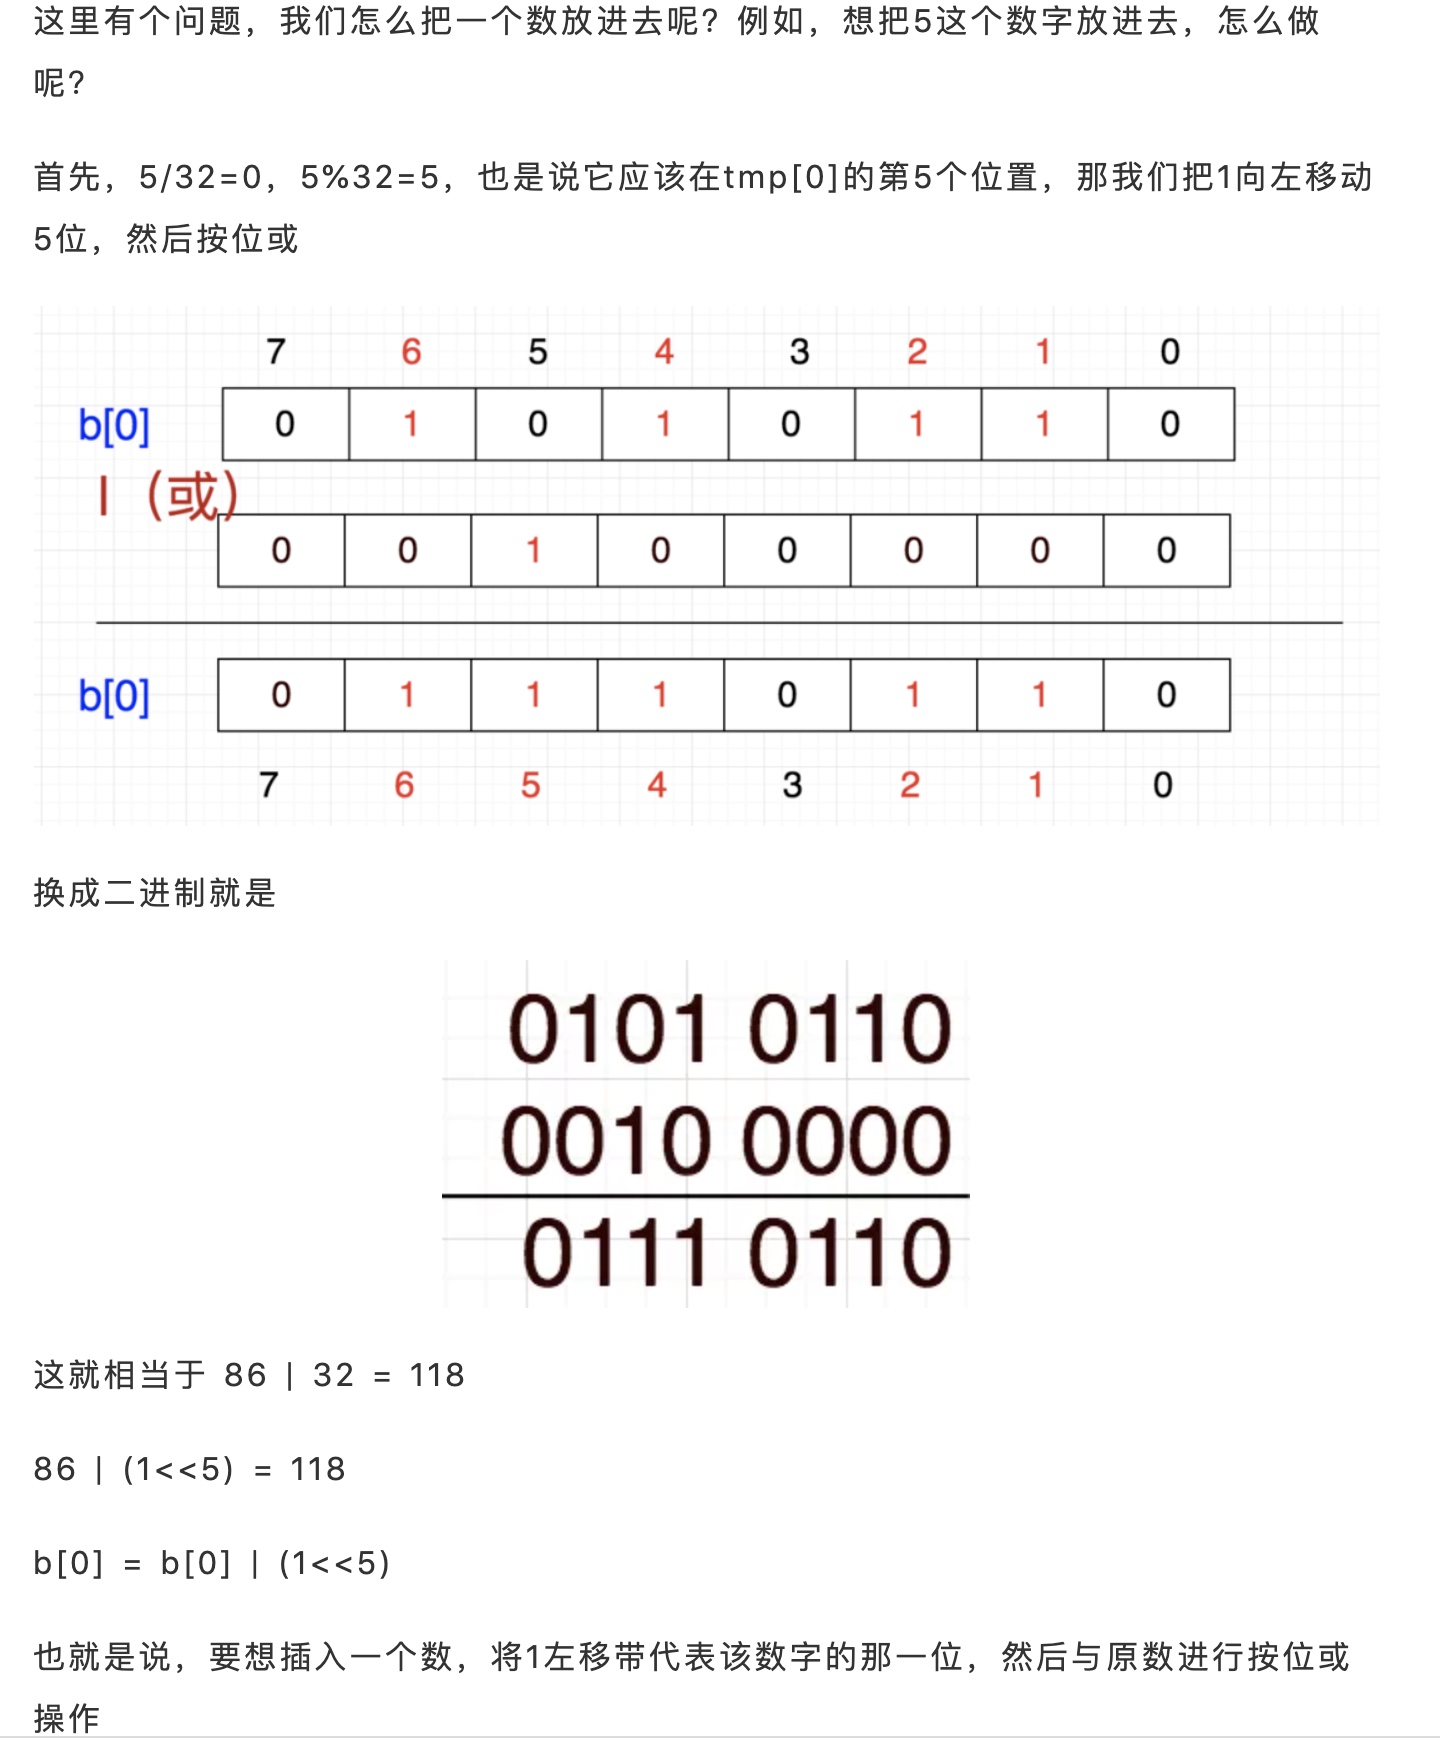 这里有个问题，我们怎么把一个数放进去呢？例如，想把5这个数字放进去，怎么做
呢？
首先，5/32=0，5%32=5，也是说它应该在tmp[0]的第5个位置，那我们把1向左移动
5位，然后按位或
7 6 5 4 3 2 1 0
b[0] 0 1 0 1 0 1 1 0
|（或）
0 0 1 0 0 0 0 0
b[0] 0 1 1 1 0 1 1 0
7 6 5 4 3 2 1 0
换成二进制就是
0101 0110
0010 0000
0111 0110
这就相当于 86 | 32 = 118
86 | (1<<5) = 118
b[0] = b[0] | (1<<5)
也就是说，要想插入一个数，将1左移带代表该数字的那一位，然后与原数进行按位或
操作